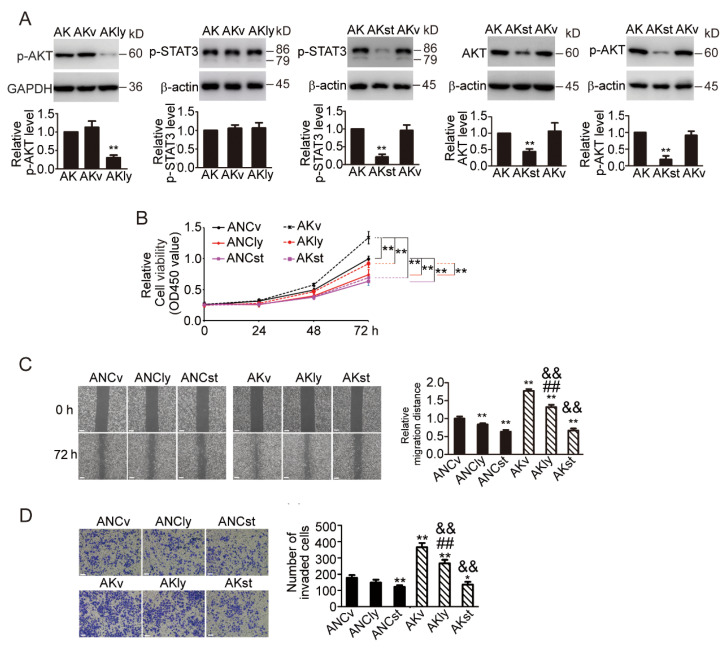 A
AK AKv AKly kD
p-AKT
60
GAPDH
36
Relative
p-AKT level
1.5
1.0
0.5
0.0
**
AK AKv AKly
AK AKv AKly kD
p-STAT3
86
79
β-actin
45
Relative
p-STAT3 level
1.5
1.0
0.5
0.0
AK AKv AKly
AK AKst AKv kD
p-STAT3
86
79
β-actin
45
Relative
p-STAT3 level
1.5
1.0
0.5
0.0
**
AK AKst AKv
AK AKst AKv kD
AKT
60
β-actin
45
Relative
AKT level
1.5
1.0
0.5
0.0
**
AK AKst AKv
AK AKst AKv kD
p-AKT
60
β-actin
45
Relative
p-AKT level
1.5
1.0
0.5
0.0
**
AK AKst AKv
B
Relative
Cell viability
(OD450 value)
1.5
1.0
0.5
0.0
ANCv AKv
ANCly AKly
ANCst AKst
** ** ** ** ** **
0 24 48 72 h
C
ANCv ANCly ANCst AKv AKly AKst
0 h
72 h
Relative
migration distance
2.0
1.5
1.0
0.5
0.0
** ** ** && ## ** && **
ANCv ANCly ANCst AKv AKly AKst
D
ANCv ANCly ANCst
AKv AKly AKst
Number of
invaded cells
400
300
200
100
0
** ** && ## ** && *
ANCv ANCly ANCst AKv AKly AKst